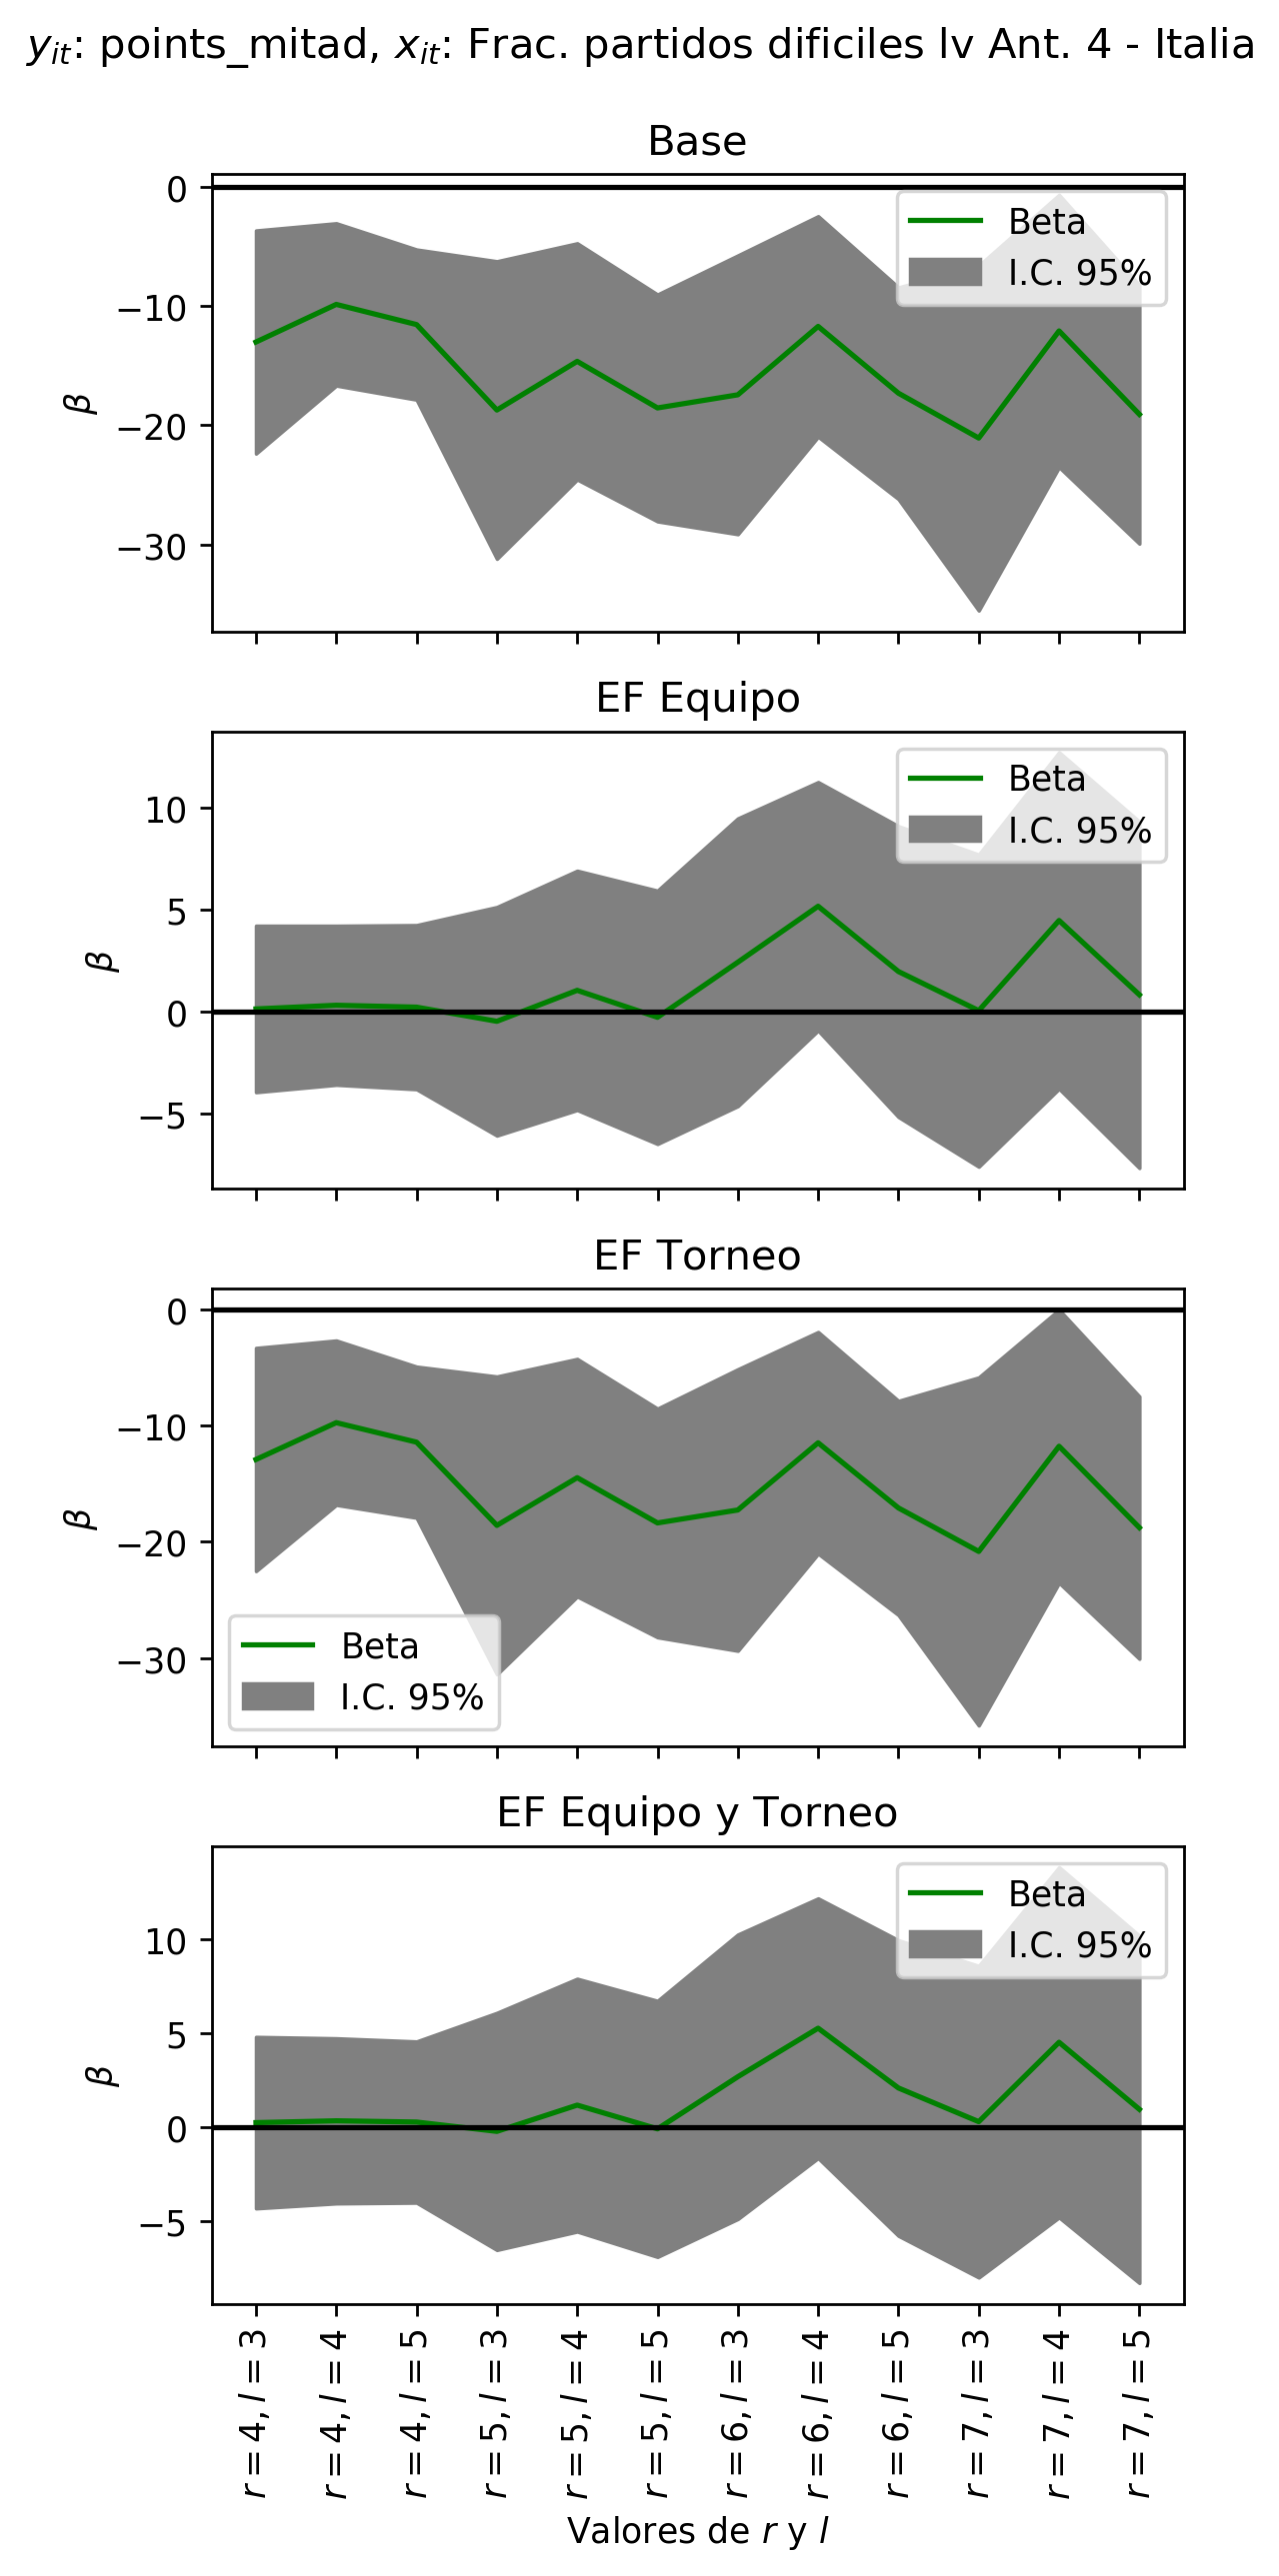 y_it: points_mitad, x_it: Frac. partidos dificiles lv Ant. 4 - Italia
Base
0
−10
−20
−30
β
Beta
I.C. 95%
EF Equipo
10
5
0
−5
β
Beta
I.C. 95%
EF Torneo
0
−10
−20
−30
β
Beta
I.C. 95%
EF Equipo y Torneo
10
5
0
−5
β
Beta
I.C. 95%
r = 4, l = 3
r = 4, l = 4
r = 4, l = 5
r = 5, l = 3
r = 5, l = 4
r = 5, l = 5
r = 6, l = 3
r = 6, l = 4
r = 6, l = 5
r = 7, l = 3
r = 7, l = 4
r = 7, l = 5
Valores de r y l